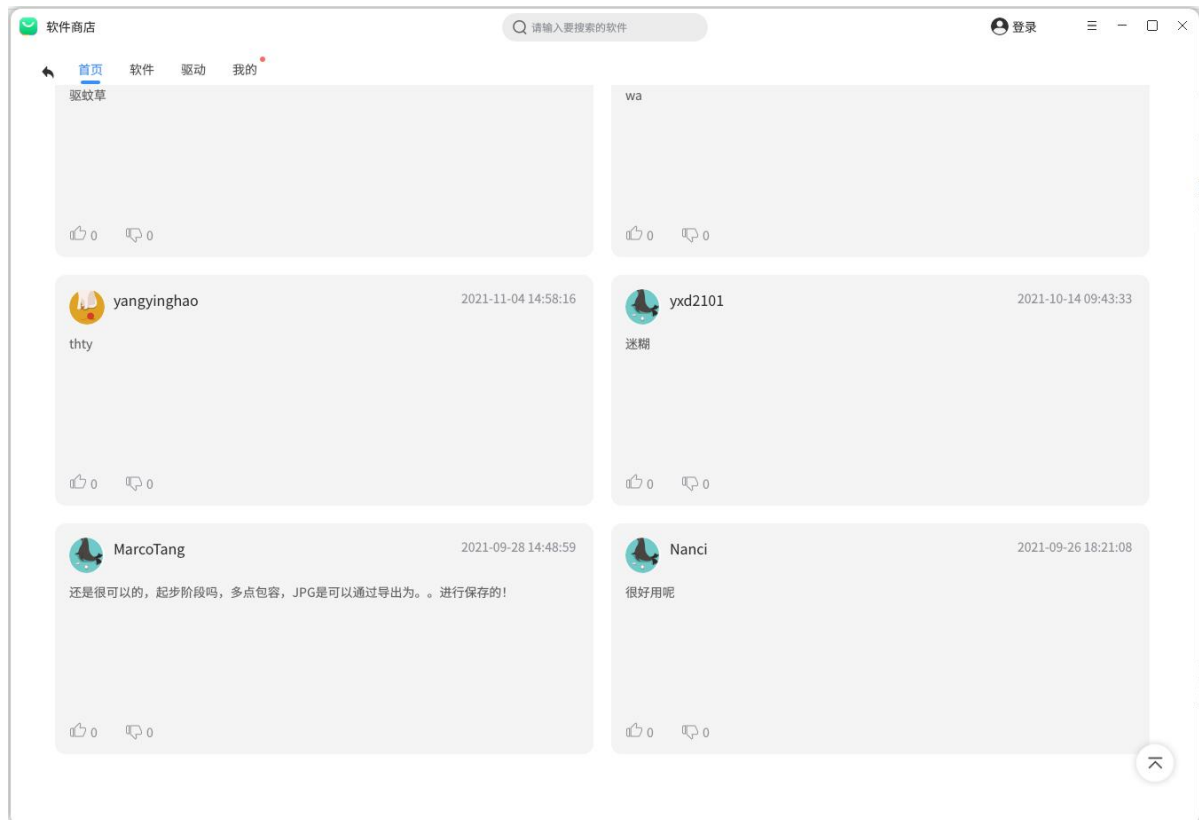 软件商店
请输入要搜索的软件
登录
首页 软件 驱动 我的
驱蚊草
wa
0 0
0 0
yangyinghao 2021-11-04 14:58:16
thty
0 0
yxd2101 2021-10-14 09:43:33
迷糊
0 0
MarcoTang 2021-09-28 14:48:59
还是很可以的，起步阶段吗，多点包容，JPG是可以通过导出为。。进行保存的！
0 0
Nanci 2021-09-26 18:21:08
很好用呢
0 0